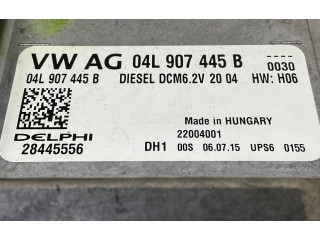 VW AG 04L 907 445 B
0030
04L 907 445 B DIESEL DCM6.2V 20 04 HW: H06
Made in HUNGARY
DELPHI 22004001
28445556 DH1 00S 06.07.15 UPS6 0155